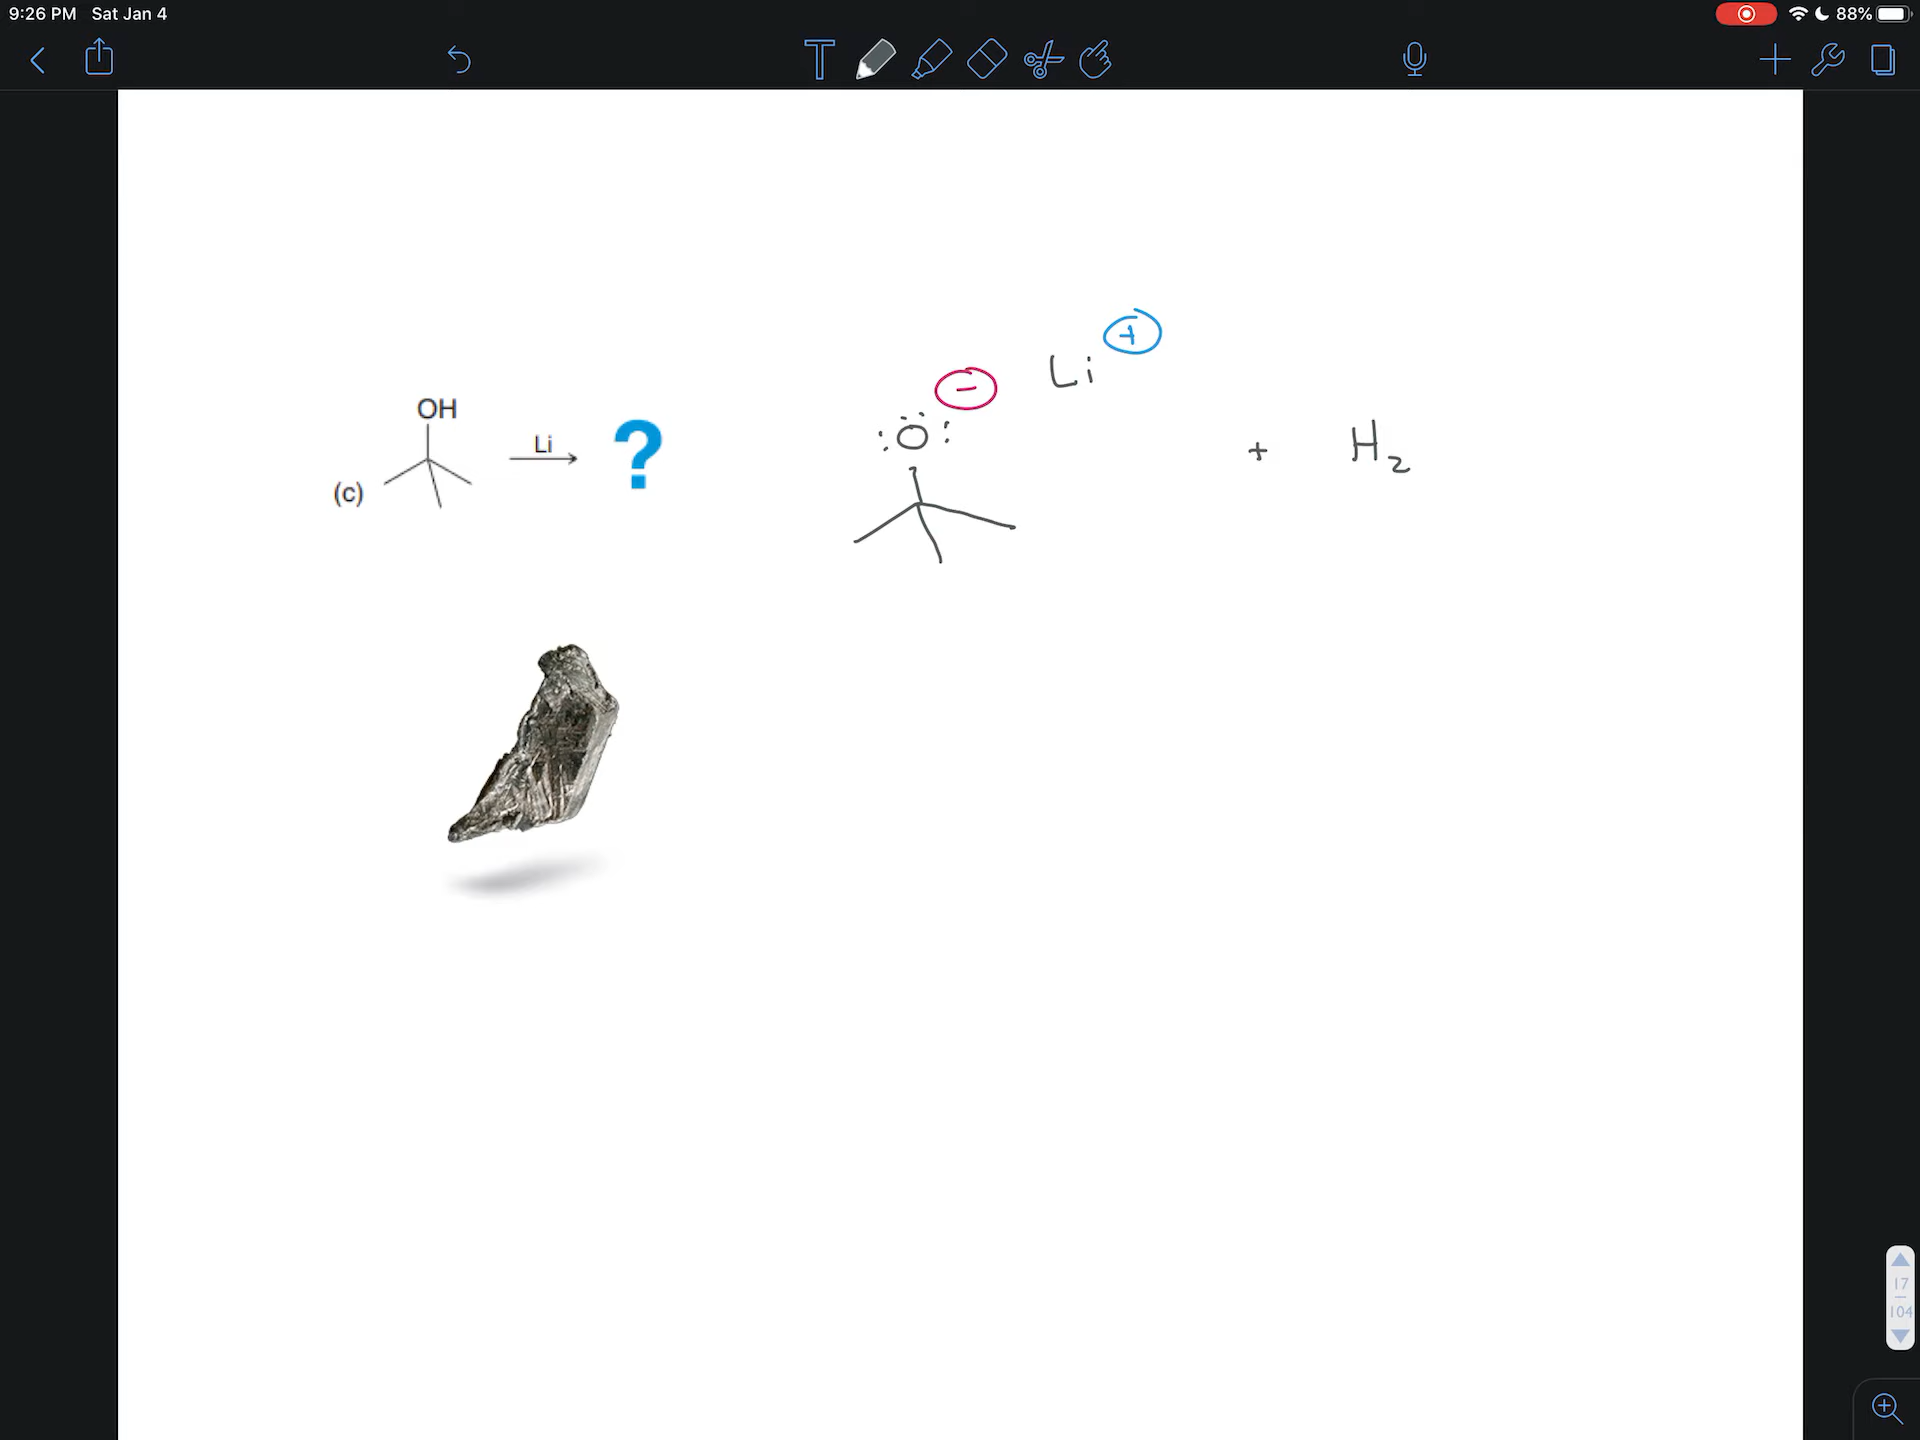 9:26 PM Sat Jan 4
88%
T
Li +
−
OH
:Ö:
Li
?
+ H₂
(c)
17
104